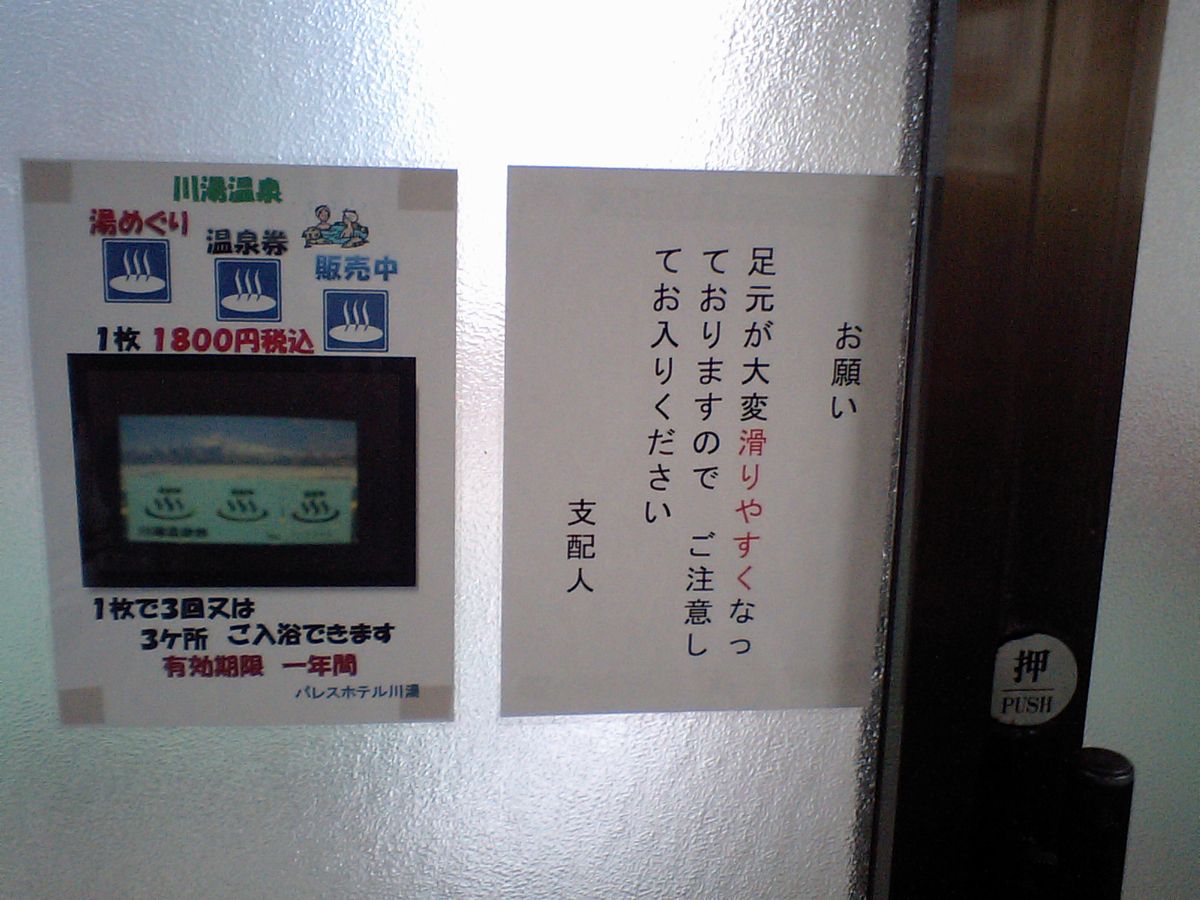 川湯温泉
湯めぐり
温泉券
販売中
1枚 1800円税込
1枚で3回又は
3ケ所 ご入浴できます
有効期限 一年間
パレスホテル川湯
お願い
足元が大変滑りやすくなっ
ておりますので ご注意し
てお入りください
支配人
押
PUSH